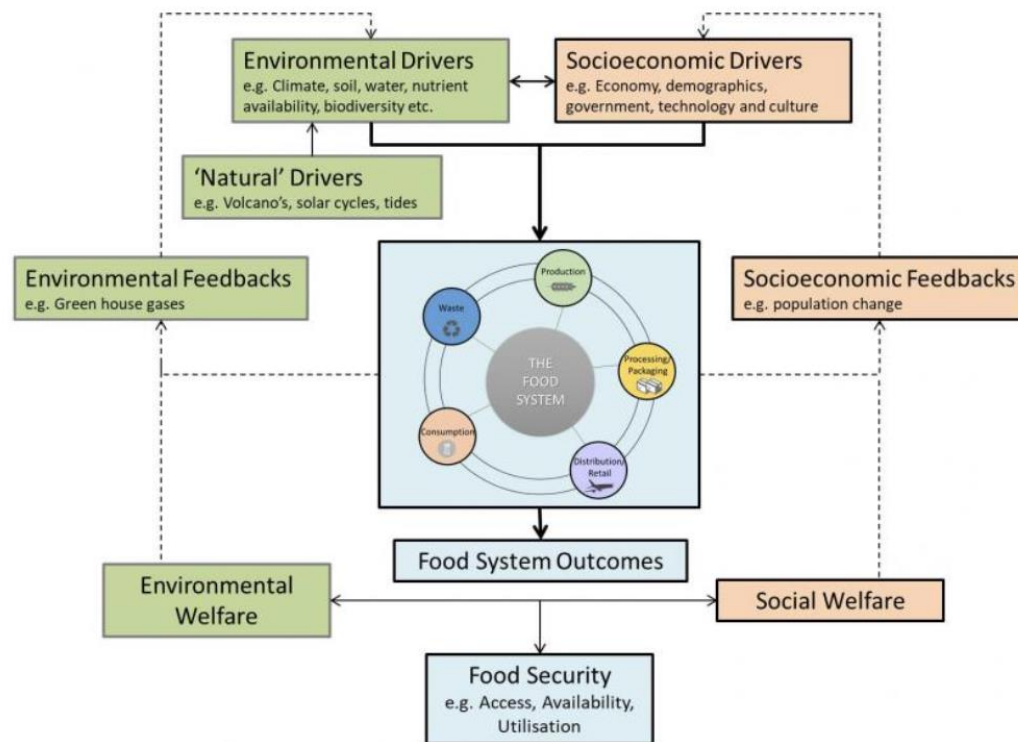 Environmental Drivers
e.g. Climate, soil, water, nutrient
availability, biodiversity etc.
Socioeconomic Drivers
e.g. Economy, demographics,
government, technology and culture
‘Natural’ Drivers
e.g. Volcano’s, solar cycles, tides
Environmental Feedbacks
e.g. Green house gases
Socioeconomic Feedbacks
e.g. population change
Production
Waste
Processing/
Packaging
THE
FOOD
SYSTEM
Consumption
Distribution/
Retail
Food System Outcomes
Environmental
Welfare
Social Welfare
Food Security
e.g. Access, Availability,
Utilisation